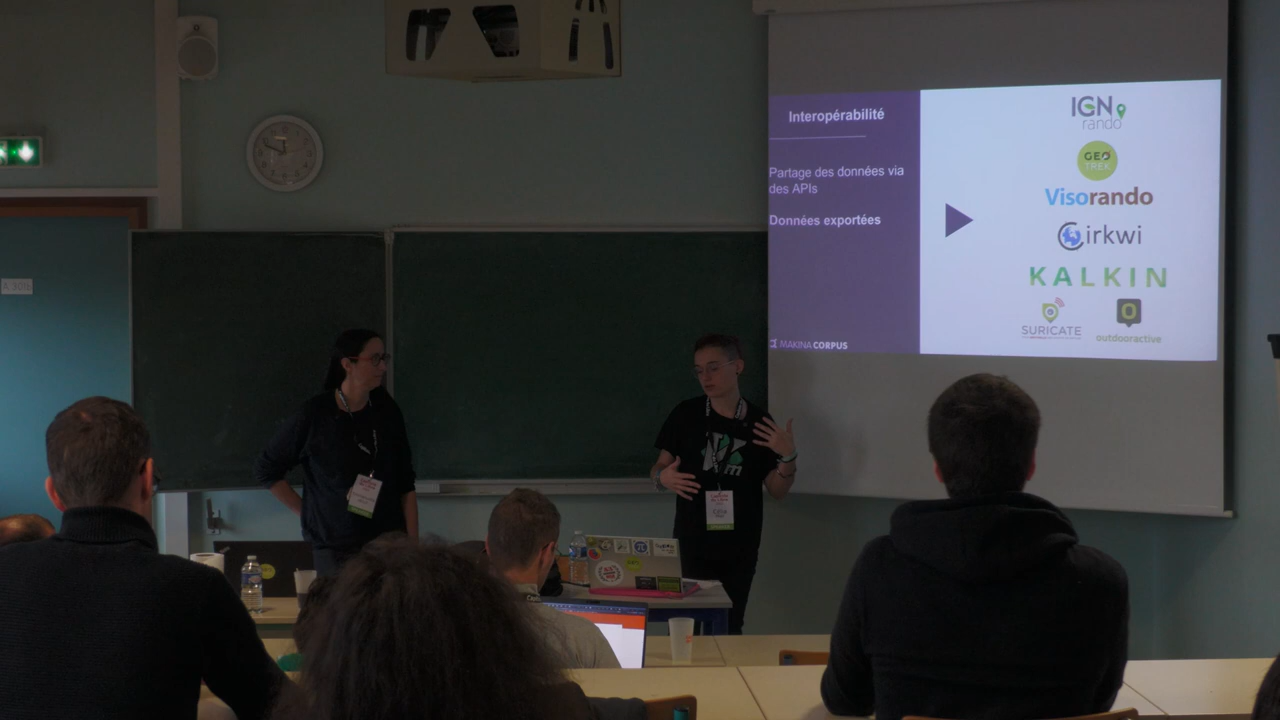 Interopérabilité
Partage des données via
des APIs
Données exportées
MAKINA CORPUS
IGN
rando
GEO
TREK
Visorando
Cirkwi
KALKIN
SURICATE
outdooractive
A 301b